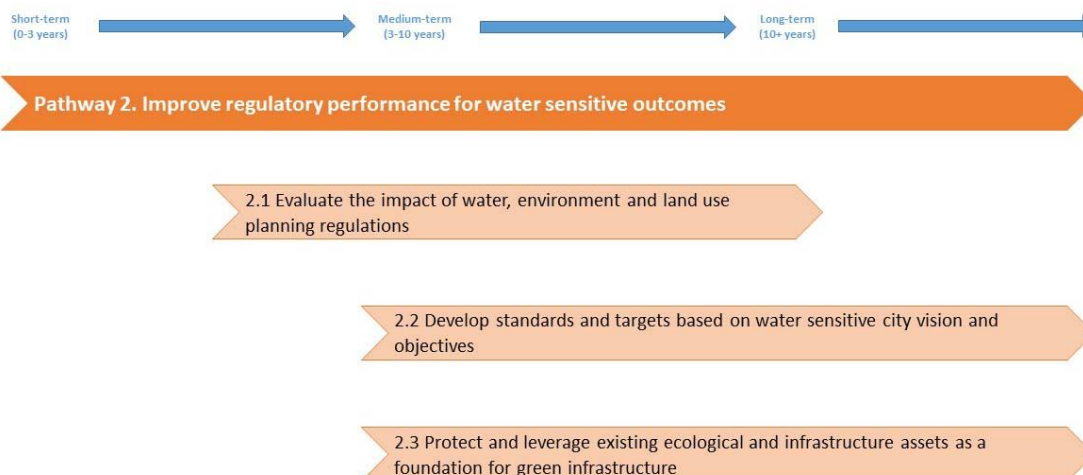 Short-term
(0-3 years)
Medium-term
(3-10 years)
Long-term
(10+ years)
Pathway 2. Improve regulatory performance for water sensitive outcomes
2.1 Evaluate the impact of water, environment and land use
planning regulations
2.2 Develop standards and targets based on water sensitive city vision and
objectives
2.3 Protect and leverage existing ecological and infrastructure assets as a
foundation for green infrastructure